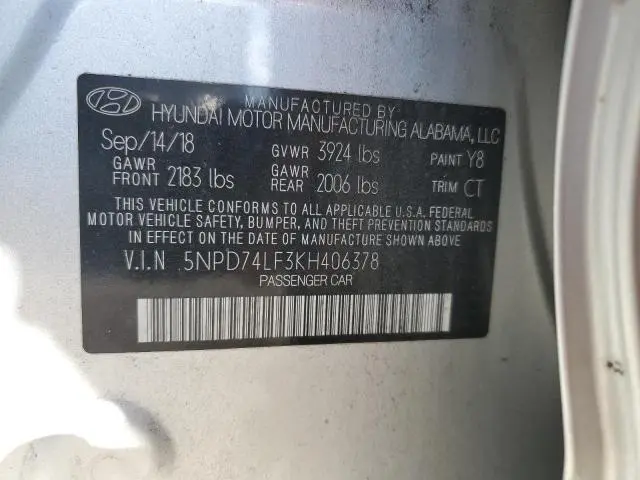 MANUFACTURED BY
HYUNDAI MOTOR MANUFACTURING ALABAMA, LLC
Sep/14/18 GVWR 3924 lbs PAINT Y8
GAWR FRONT 2183 lbs GAWR REAR 2006 lbs TRIM CT
THIS VEHICLE CONFORMS TO ALL APPLICABLE U.S.A. FEDERAL
MOTOR VEHICLE SAFETY, BUMPER, AND THEFT PREVENTION STANDARDS
IN EFFECT ON THE DATE OF MANUFACTURE SHOWN ABOVE
V.I.N 5NPD74LF3KH406378
PASSENGER CAR